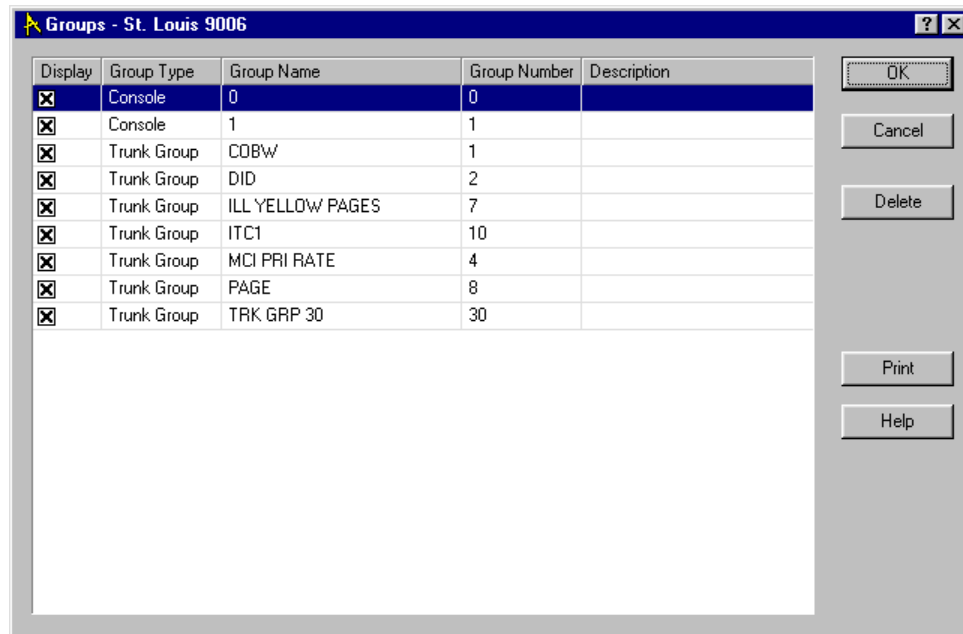 Groups - St. Louis 9006
Display Group Type Group Name Group Number Description
Console 0 0
Console 1 1
Trunk Group COBW 1
Trunk Group DID 2
Trunk Group ILL YELLOW PAGES 7
Trunk Group ITC1 10
Trunk Group MCI PRI RATE 4
Trunk Group PAGE 8
Trunk Group TRK GRP 30 30
OK
Cancel
Delete
Print
Help